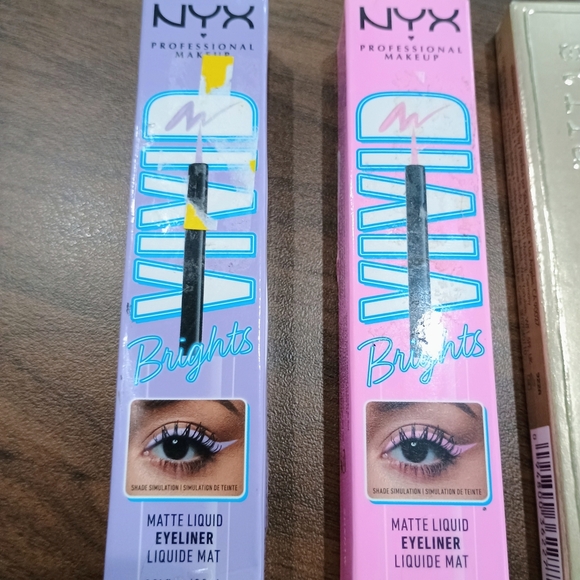 NYX
PROFESSIONAL
MAKEUP
VIVID
Brights
SHADE SIMULATION | SIMULATION DE TEINTE
MATTE LIQUID
EYELINER
LIQUIDE MAT
NYX
PROFESSIONAL
MAKEUP
VIVID
Brights
SHADE SIMULATION | SIMULATION DE TEINTE
MATTE LIQUID
EYELINER
LIQUIDE MAT